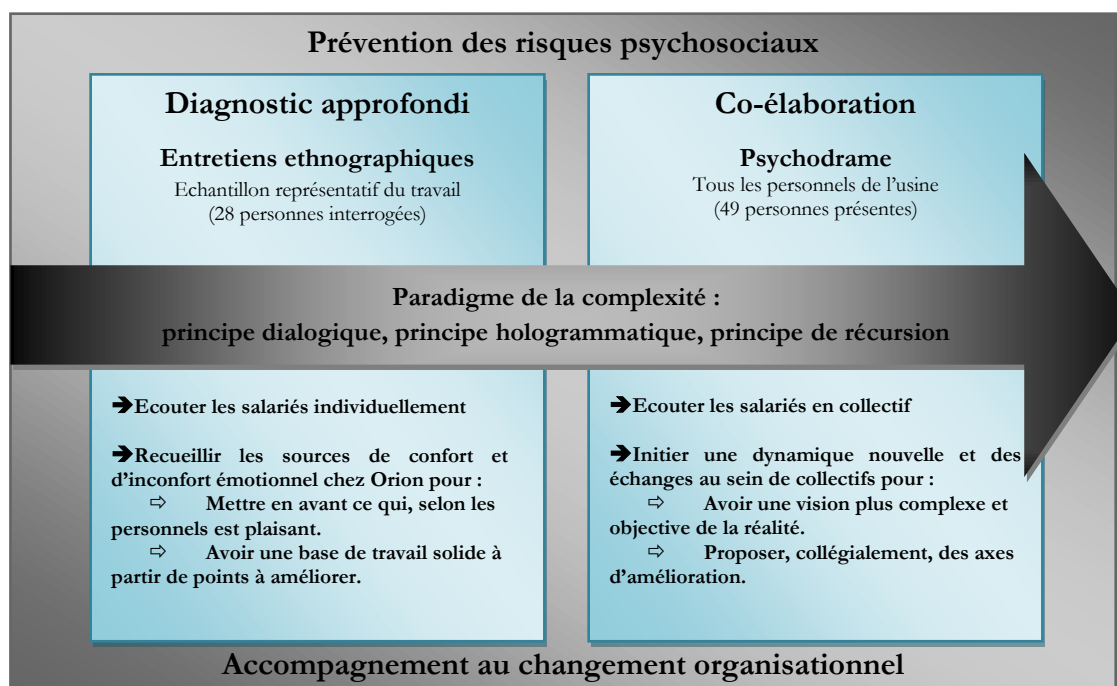 Prévention des risques psychosociaux
Diagnostic approfondi
Entretiens ethnographiques
Echantillon représentatif du travail
(28 personnes interrogées)
Co-élaboration
Psychodrame
Tous les personnels de l'usine
(49 personnes présentes)
Paradigme de la complexité :
principe dialogique, principe hologrammatique, principe de récursion
➔Ecouter les salariés individuellement
➔Recueillir les sources de confort et
d'inconfort émotionnel chez Orion pour :
⇨ Mettre en avant ce qui, selon les
personnels est plaisant.
⇨ Avoir une base de travail solide à
partir de points à améliorer.
➔Ecouter les salariés en collectif
➔Initier une dynamique nouvelle et des
échanges au sein de collectifs pour :
⇨ Avoir une vision plus complexe et
objective de la réalité.
⇨ Proposer, collégialement, des axes
d'amélioration.
Accompagnement au changement organisationnel